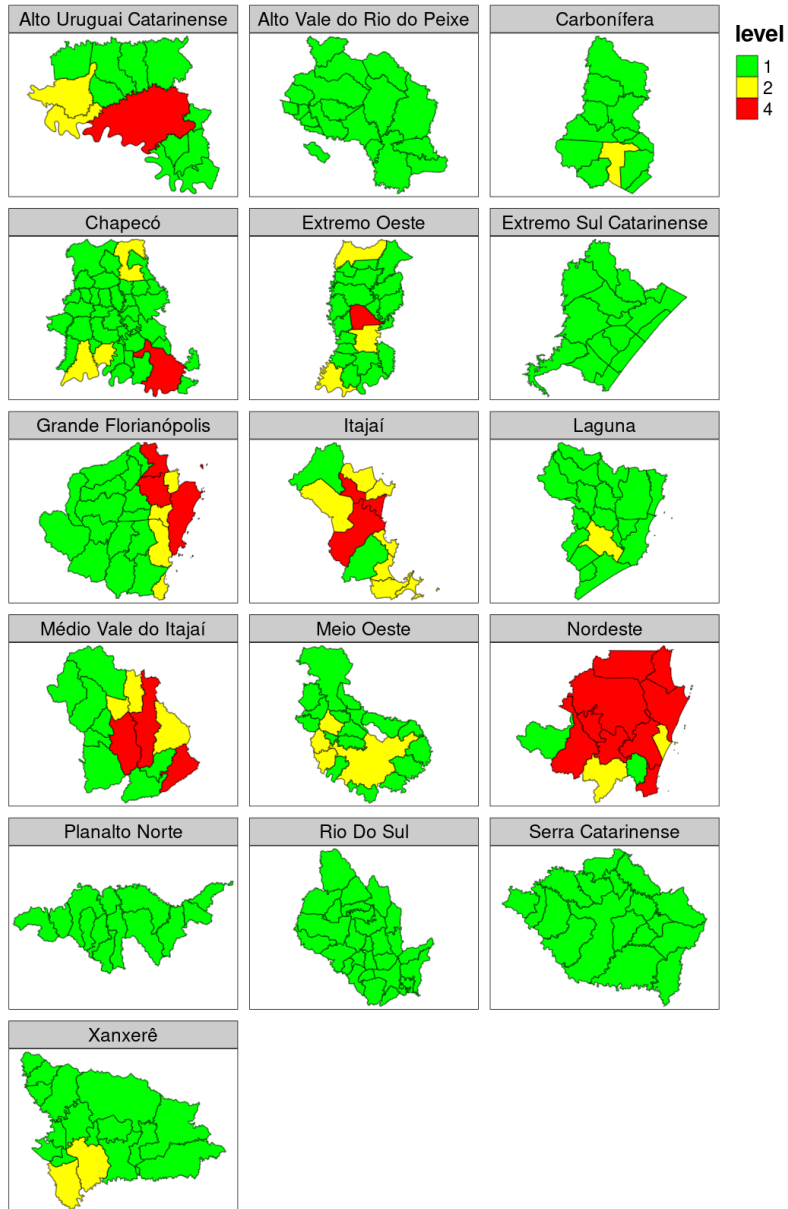 Alto Uruguai Catarinense
Alto Vale do Rio do Peixe
Carbonífera
level
1
2
4
Chapecó
Extremo Oeste
Extremo Sul Catarinense
Grande Florianópolis
Itajaí
Laguna
Médio Vale do Itajaí
Meio Oeste
Nordeste
Planalto Norte
Rio Do Sul
Serra Catarinense
Xanxerê